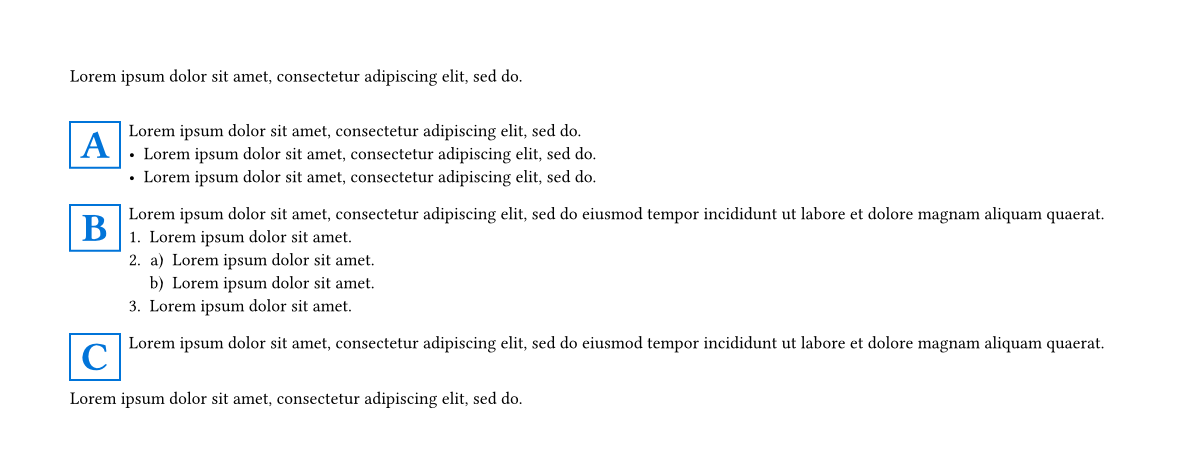 Lorem ipsum dolor sit amet, consectetur adipiscing elit, sed do.
A Lorem ipsum dolor sit amet, consectetur adipiscing elit, sed do.
• Lorem ipsum dolor sit amet, consectetur adipiscing elit, sed do.
• Lorem ipsum dolor sit amet, consectetur adipiscing elit, sed do.
B Lorem ipsum dolor sit amet, consectetur adipiscing elit, sed do eiusmod tempor incididunt ut labore et dolore magnam aliquam quaerat.
1. Lorem ipsum dolor sit amet.
2. a) Lorem ipsum dolor sit amet.
b) Lorem ipsum dolor sit amet.
3. Lorem ipsum dolor sit amet.
C Lorem ipsum dolor sit amet, consectetur adipiscing elit, sed do eiusmod tempor incididunt ut labore et dolore magnam aliquam quaerat.
Lorem ipsum dolor sit amet, consectetur adipiscing elit, sed do.